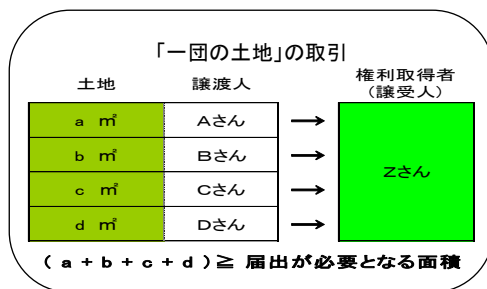 「一団の土地」の取引
土地 譲渡人 権利取得者
(譲受人)
a ㎡ Aさん →
b ㎡ Bさん →
c ㎡ Cさん →
d ㎡ Dさん →
Zさん
(a+b+c+d)≧ 届出が必要となる面積